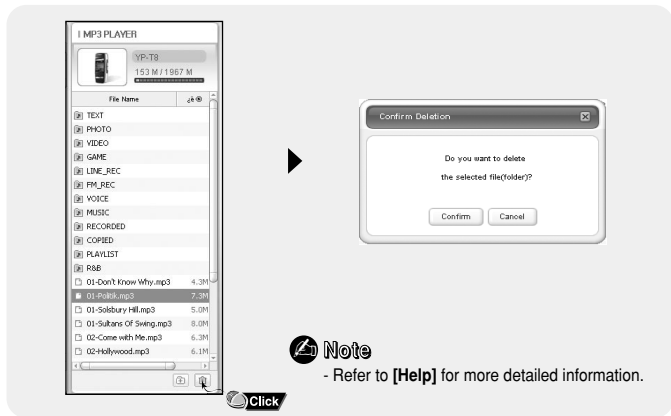 MP3 PLAYER
YP-T8
153 M / 1967 M
File Name ¿ë ®
TEXT
PHOTO
VIDEO
GAME
LINE_REC
FM_REC
VOICE
MUSIC
RECORDED
COPIED
PLAYLIST
R&B
01-Don't Know Why.mp3 4.3M
01-Politik.mp3 7.3M
01-Solsbury Hill.mp3 5.0M
01-Sultans Of Swing.mp3 8.0M
02-Come with Me.mp3 6.3M
02-Hollywood.mp3 6.1M
Click
Confirm Deletion
Do you want to delete
the selected file(folder)?
Confirm Cancel
Note
- Refer to [Help] for more detailed information.